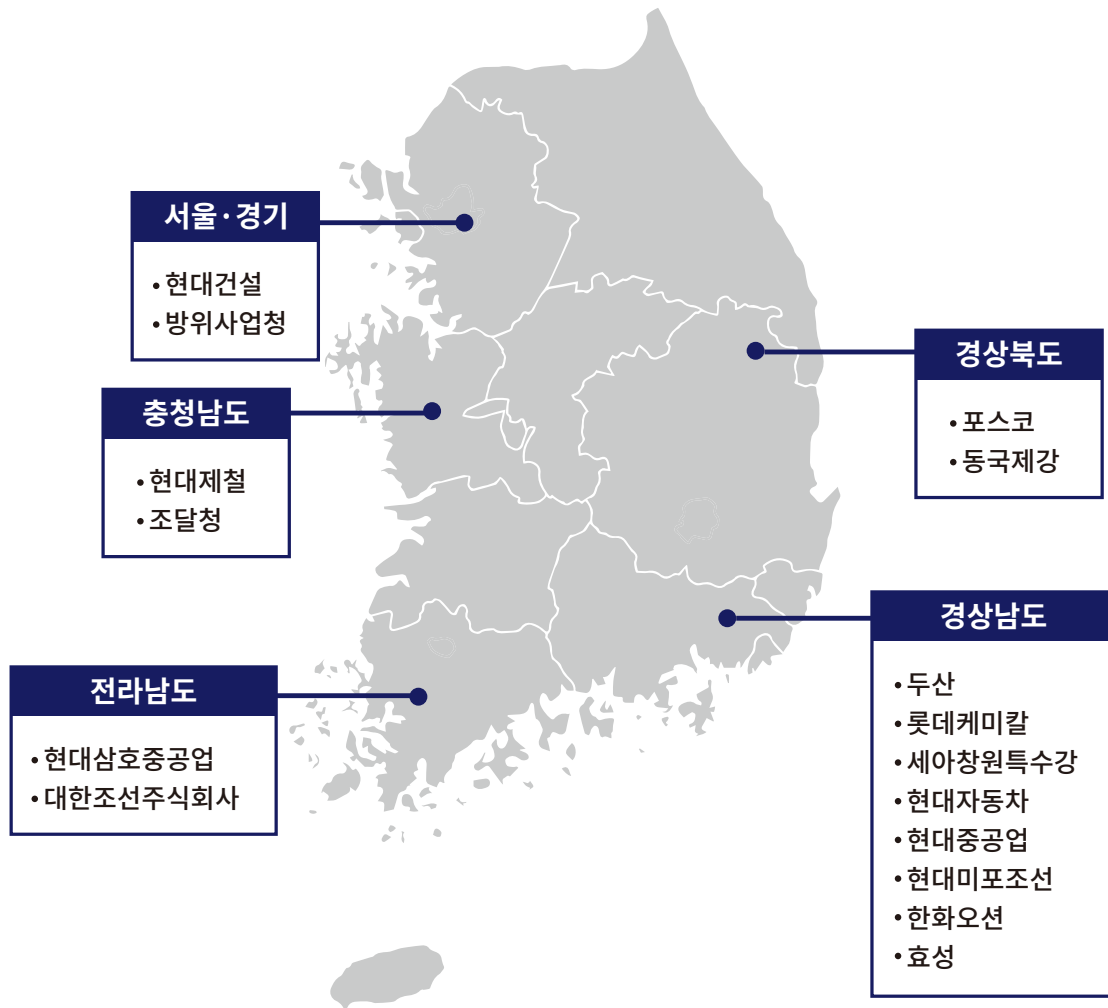 서울·경기
•현대건설
•방위사업청
충청남도
•현대제철
•조달청
전라남도
•현대삼호중공업
•대한조선주식회사
경상북도
•포스코
•동국제강
경상남도
•두산
•롯데케미칼
•세아창원특수강
•현대자동차
•현대중공업
•현대미포조선
•한화오션
•효성